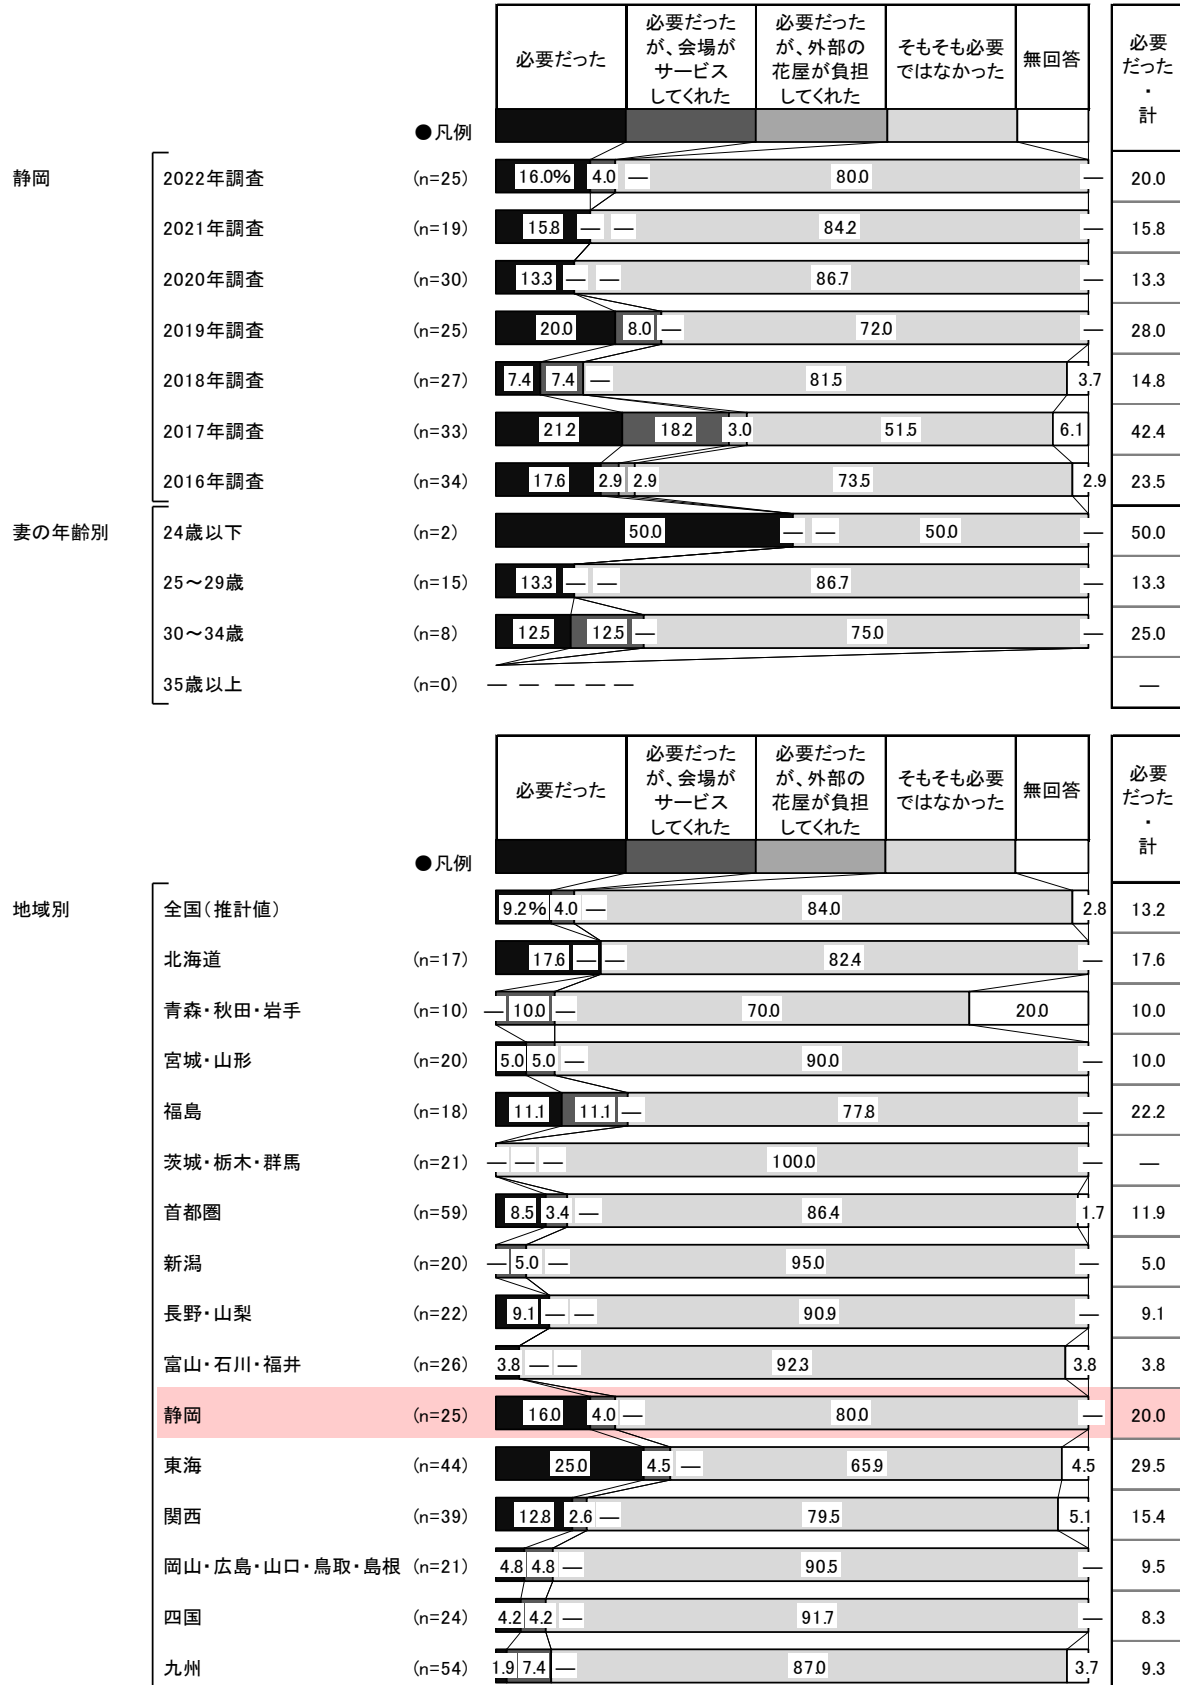 必要だった 必要だったが、会場がサービスしてくれた 必要だったが、外部の花屋が負担してくれた そもそも必要ではなかった 無回答 必要だった・計
●凡例
静岡 2022年調査 (n=25) 16.0% 4.0 — 80.0 — 20.0
2021年調査 (n=19) 15.8 — — 84.2 — 15.8
2020年調査 (n=30) 13.3 — — 86.7 — 13.3
2019年調査 (n=25) 20.0 8.0 — 72.0 — 28.0
2018年調査 (n=27) 7.4 7.4 — 81.5 3.7 14.8
2017年調査 (n=33) 21.2 18.2 3.0 51.5 6.1 42.4
2016年調査 (n=34) 17.6 2.9 2.9 73.5 2.9 23.5
妻の年齢別 24歳以下 (n=2) 50.0 — — 50.0 — 50.0
25～29歳 (n=15) 13.3 — — 86.7 — 13.3
30～34歳 (n=8) 12.5 12.5 — 75.0 — 25.0
35歳以上 (n=0) — — — — — —
必要だった 必要だったが、会場がサービスしてくれた 必要だったが、外部の花屋が負担してくれた そもそも必要ではなかった 無回答 必要だった・計
●凡例
地域別 全国(推計値) 9.2% 4.0 — 84.0 2.8 13.2
北海道 (n=17) 17.6 — — 82.4 — 17.6
青森・秋田・岩手 (n=10) — 10.0 — 70.0 20.0 10.0
宮城・山形 (n=20) 5.0 5.0 — 90.0 — 10.0
福島 (n=18) 11.1 11.1 — 77.8 — 22.2
茨城・栃木・群馬 (n=21) — — — 100.0 — —
首都圏 (n=59) 8.5 3.4 — 86.4 1.7 11.9
新潟 (n=20) — 5.0 — 95.0 — 5.0
長野・山梨 (n=22) 9.1 — — 90.9 — 9.1
富山・石川・福井 (n=26) 3.8 — — 92.3 3.8 3.8
静岡 (n=25) 16.0 4.0 — 80.0 — 20.0
東海 (n=44) 25.0 4.5 — 65.9 4.5 29.5
関西 (n=39) 12.8 2.6 — 79.5 5.1 15.4
岡山・広島・山口・鳥取・島根 (n=21) 4.8 4.8 — 90.5 — 9.5
四国 (n=24) 4.2 4.2 — 91.7 — 8.3
九州 (n=54) 1.9 7.4 — 87.0 3.7 9.3